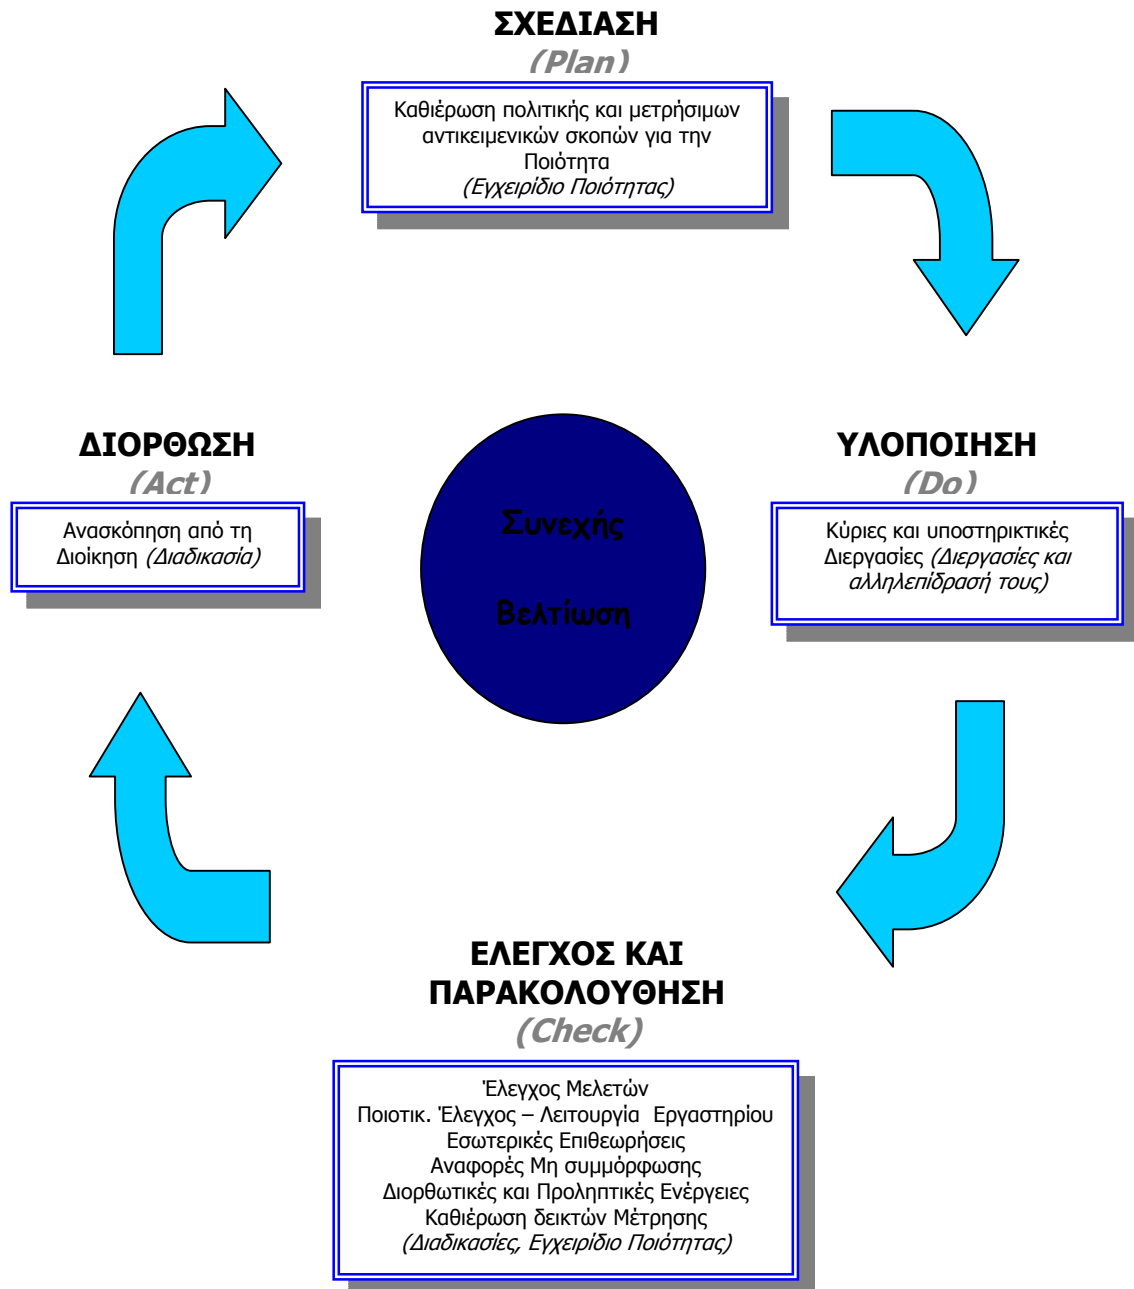 ΣΧΕΔΙΑΣΗ
(Plan)
Καθιέρωση πολιτικής και μετρήσιμων
αντικειμενικών σκοπών για την
Ποιότητα
(Εγχειρίδιο Ποιότητας)
ΔΙΟΡΘΩΣΗ
(Act)
Ανασκόπηση από τη
Διοίκηση (Διαδικασία)
Συνεχής
Βελτίωση
ΥΛΟΠΟΙΗΣΗ
(Do)
Κύριες και υποστηρικτικές
Διεργασίες (Διεργασίες και
αλληλεπίδρασή τους)
ΕΛΕΓΧΟΣ ΚΑΙ
ΠΑΡΑΚΟΛΟΥΘΗΣΗ
(Check)
Έλεγχος Μελετών
Ποιοτικ. Έλεγχος – Λειτουργία Εργαστηρίου
Εσωτερικές Επιθεωρήσεις
Αναφορές Μη συμμόρφωσης
Διορθωτικές και Προληπτικές Ενέργειες
Καθιέρωση δεικτών Μέτρησης
(Διαδικασίες, Εγχειρίδιο Ποιότητας)